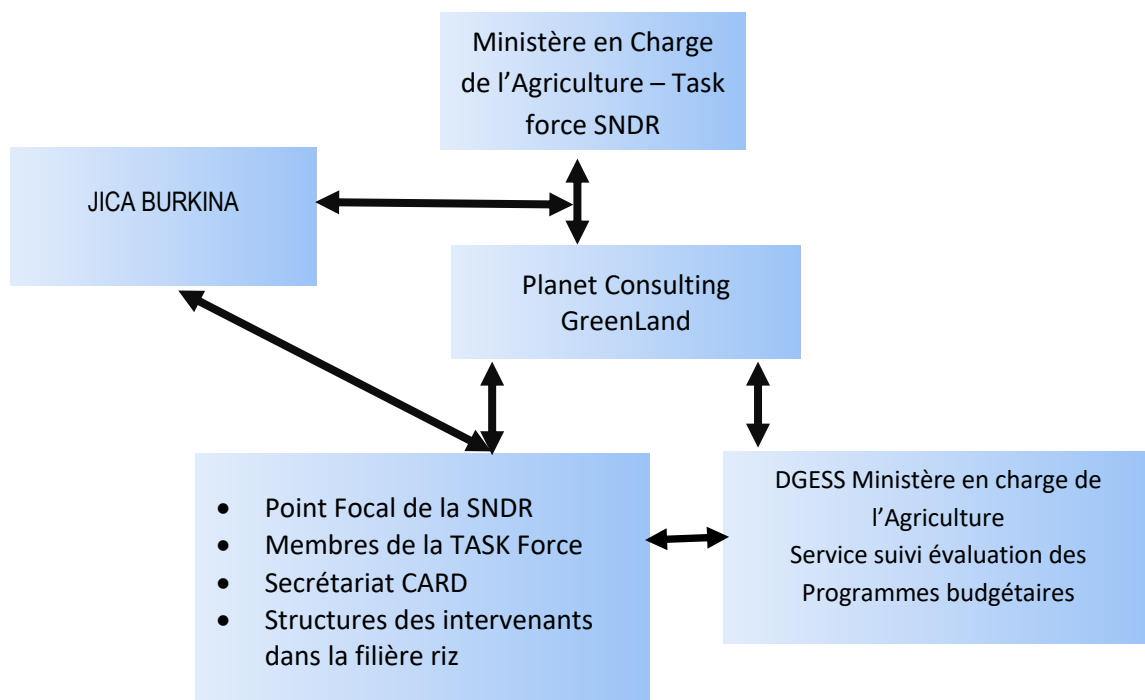 Ministère en Charge
de l’Agriculture – Task
force SNDR
JICA BURKINA
Planet Consulting
GreenLand
• Point Focal de la SNDR
• Membres de la TASK Force
• Secrétariat CARD
• Structures des intervenants
dans la filière riz
DGESS Ministère en charge de
l’Agriculture
Service suivi évaluation des
Programmes budgétaires